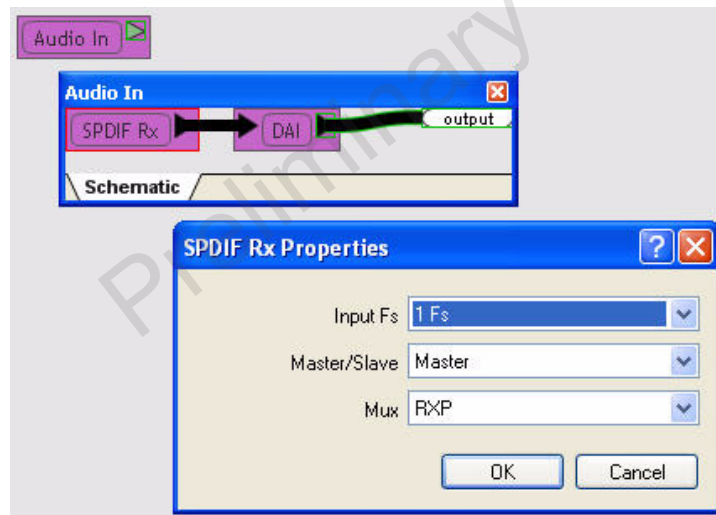 Audio In
Audio In
SPDIF Rx
DAI
output
Schematic
Preliminary
SPDIF Rx Properties
Input Fs 1 Fs
Master/Slave Master
Mux RXP
OK Cancel